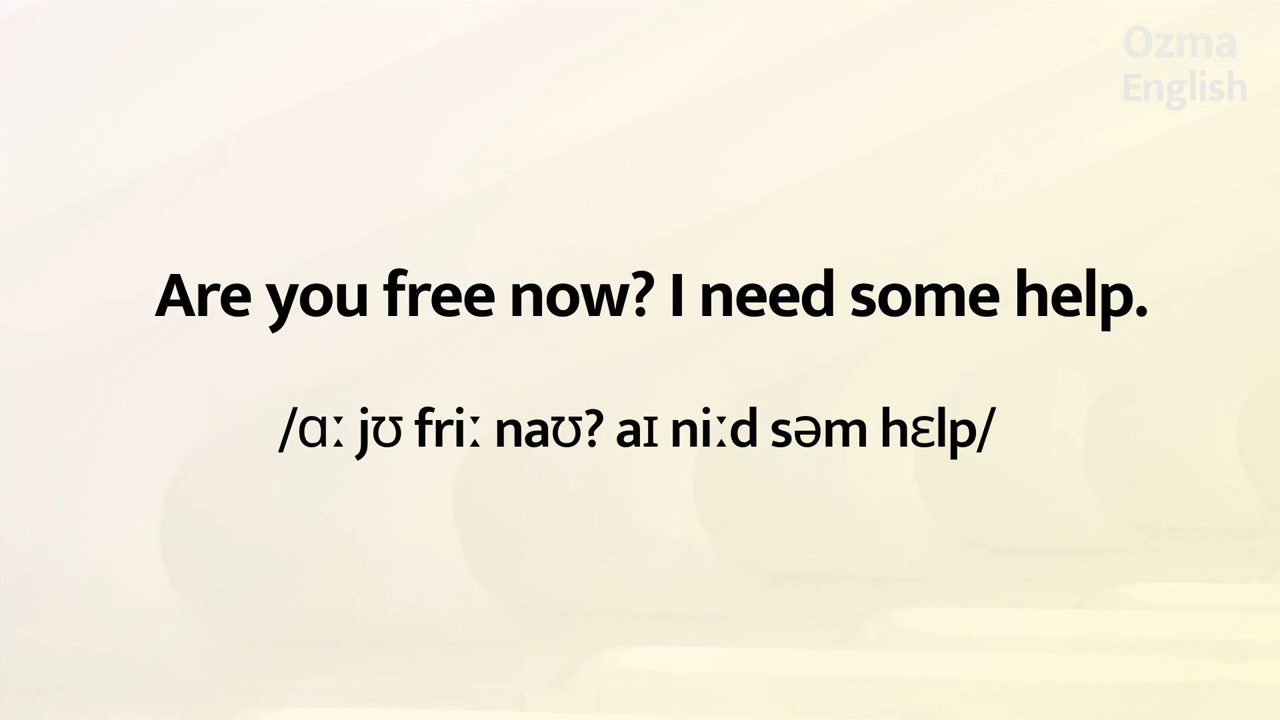 Ozma
English
Are you free now? I need some help.
/ɑː jʊ friː naʊ? aɪ niːd səm hɛlp/